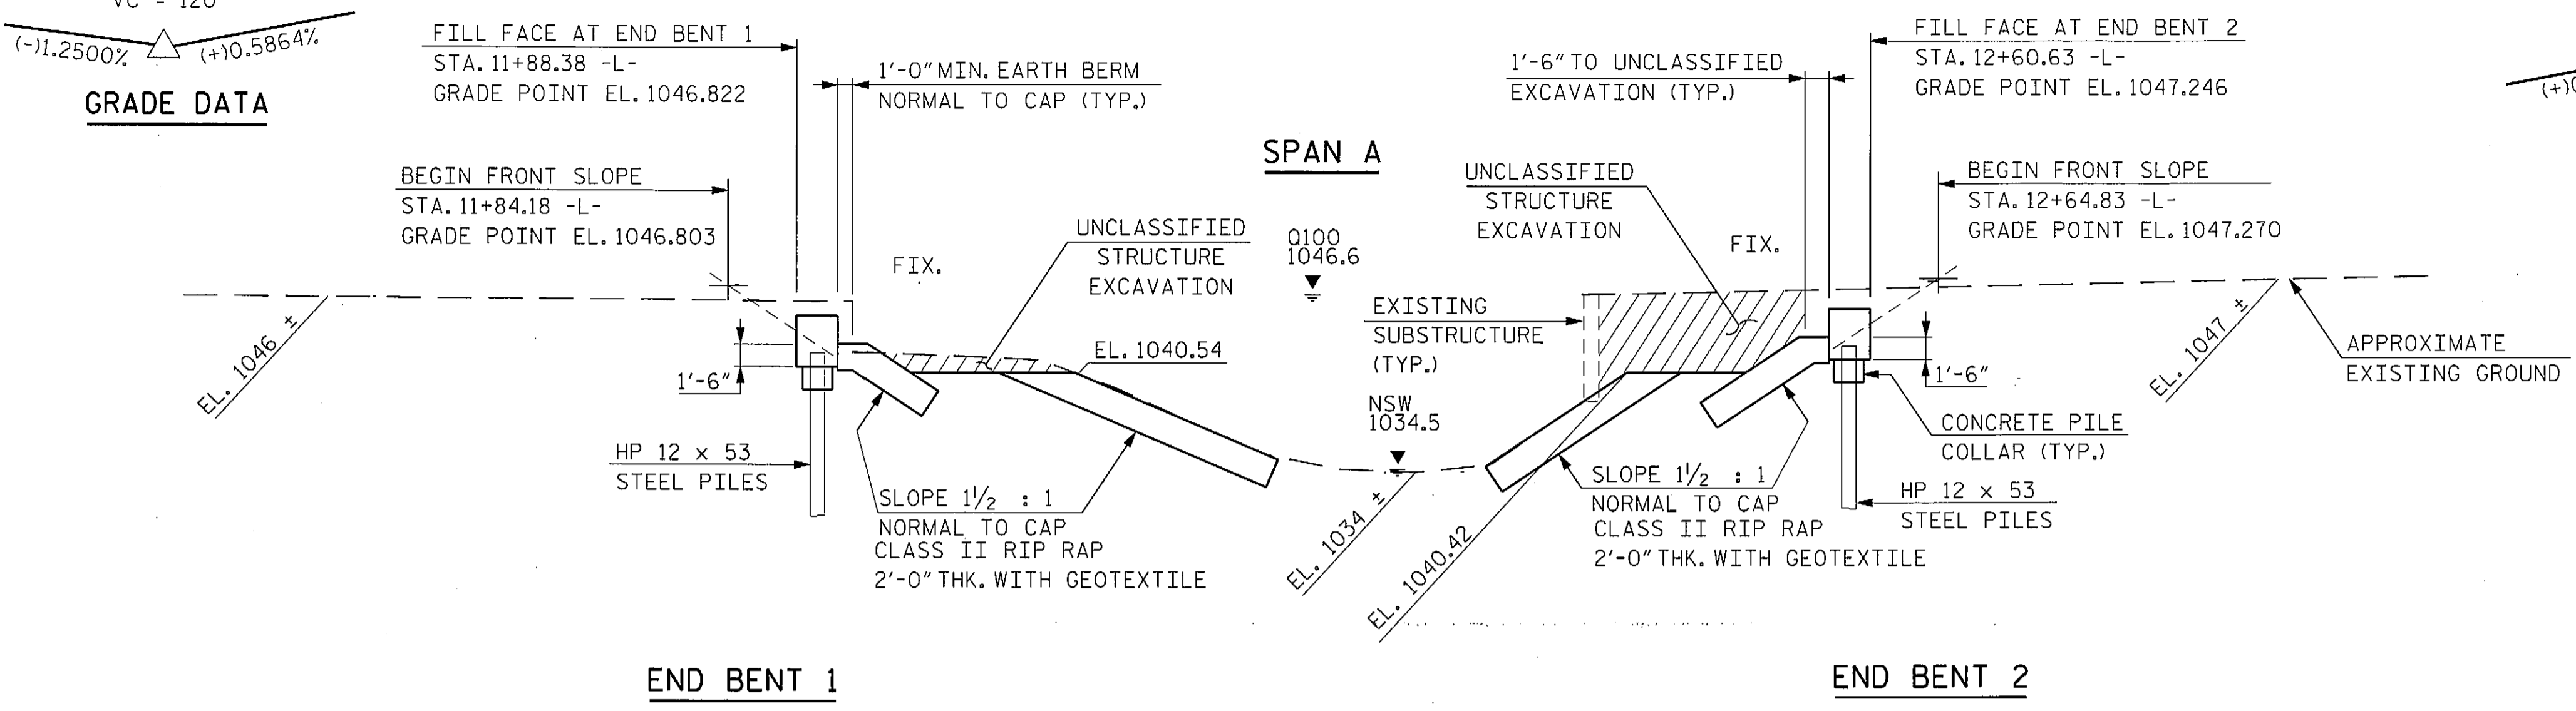 VC = 120'
(-)1.2500% (+)0.5864%
GRADE DATA
FILL FACE AT END BENT 1
STA. 11+88.38 -L-
GRADE POINT EL. 1046.822
1'-0" MIN. EARTH BERM
NORMAL TO CAP (TYP.)
BEGIN FRONT SLOPE
STA. 11+84.18 -L-
GRADE POINT EL. 1046.803
FIX.
UNCLASSIFIED
STRUCTURE
EXCAVATION
SPAN A
Q100
1046.6
1'-6" TO UNCLASSIFIED
EXCAVATION (TYP.)
UNCLASSIFIED
STRUCTURE
EXCAVATION
FIX.
FILL FACE AT END BENT 2
STA. 12+60.63 -L-
GRADE POINT EL. 1047.246
BEGIN FRONT SLOPE
STA. 12+64.83 -L-
GRADE POINT EL. 1047.270
EL. 1046 ±
1'-6"
HP 12 x 53
STEEL PILES
EL. 1040.54
SLOPE 1½ : 1
NORMAL TO CAP
CLASS II RIP RAP
2'-0" THK. WITH GEOTEXTILE
EXISTING
SUBSTRUCTURE
(TYP.)
NSW
1034.5
EL. 1034 ±
EL. 1040.42
SLOPE 1½ : 1
NORMAL TO CAP
CLASS II RIP RAP
2'-0" THK. WITH GEOTEXTILE
1'-6"
CONCRETE PILE
COLLAR (TYP.)
HP 12 x 53
STEEL PILES
EL. 1047 ±
APPROXIMATE
EXISTING GROUND
END BENT 1
END BENT 2